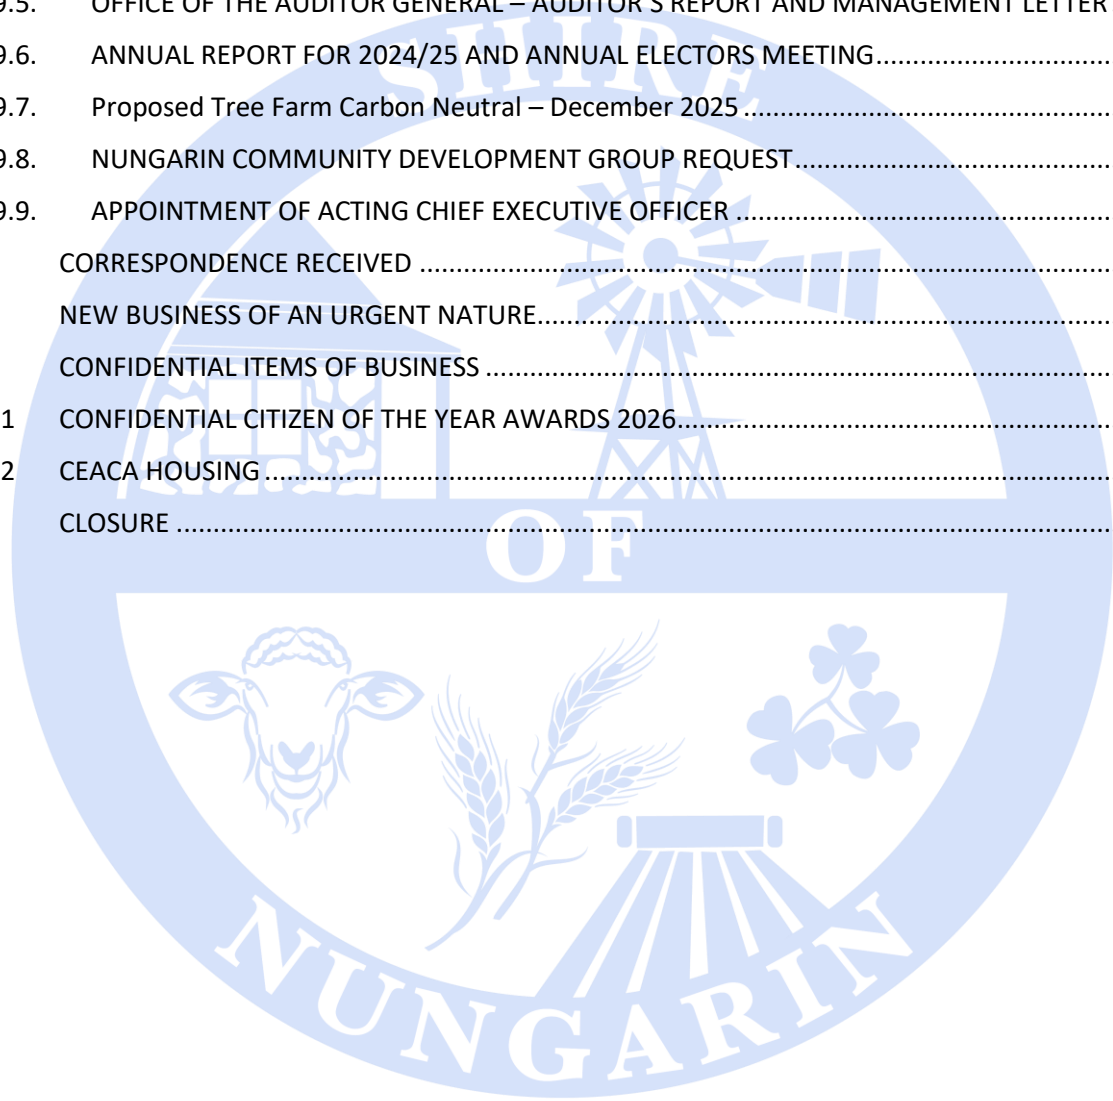 9.5. OFFICE OF THE AUDITOR GENERAL – AUDITOR'S REPORT AND MANAGEMENT LETTER
9.6. ANNUAL REPORT FOR 2024/25 AND ANNUAL ELECTORS MEETING
9.7. Proposed Tree Farm Carbon Neutral – December 2025
9.8. NUNGARIN COMMUNITY DEVELOPMENT GROUP REQUEST
9.9. APPOINTMENT OF ACTING CHIEF EXECUTIVE OFFICER
CORRESPONDENCE RECEIVED
NEW BUSINESS OF AN URGENT NATURE
CONFIDENTIAL ITEMS OF BUSINESS
1 CONFIDENTIAL CITIZEN OF THE YEAR AWARDS 2026
2 CEACA HOUSING
CLOSURE
SHIRE
OF
NUNGARIN